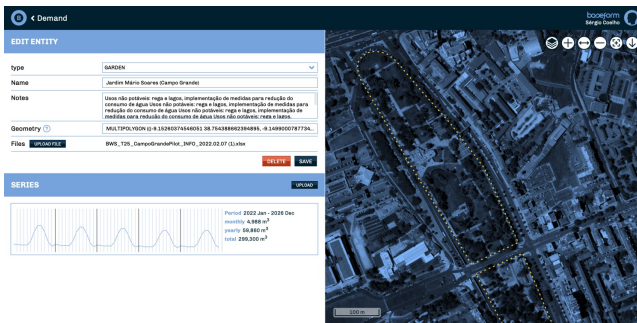 B < Demand
baseform
Sérgio Coelho
EDIT ENTITY
type
GARDEN
Name
Jardim Mário Soares (Campo Grande)
Notes
Usos não potáveis: rega e lagos, implementação de medidas para redução do
consumo de água Usos não potáveis: rega e lagos, implementação de medidas para
redução do consumo de água Usos não potáveis: rega e lagos, implementação de
medidas para redução do consumo de água Usos não potáveis: rega e lagos.
Geometry ?
MULTIPOLYGON (((-9.15260374546051 38.754388662394895, -9.1499000787734...
Files UPLOAD FILE
BWS_T25_CampoGrandePilot_INFO_2022.02.07 (1).xlse
DELETE SAVE
SERIES
UPLOAD
Period 2022 Jan - 2026 Dec
monthly 4,988 m³
yearly 59,860 m³
total 299,300 m³
100 m